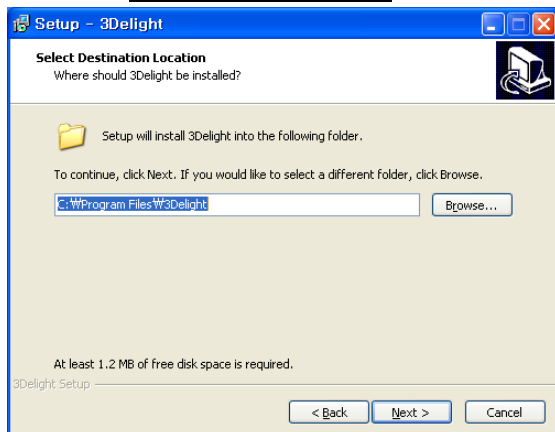 Setup - 3Delight
Select Destination Location
Where should 3Delight be installed?
Setup will install 3Delight into the following folder.
To continue, click Next. If you would like to select a different folder, click Browse.
C:₩Program Files₩3Delight
Browse...
At least 1.2 MB of free disk space is required.
3Delight Setup
< Back
Next >
Cancel